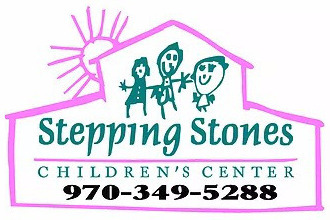 Stepping Stones
CHILDREN'S CENTER
970-349-5288